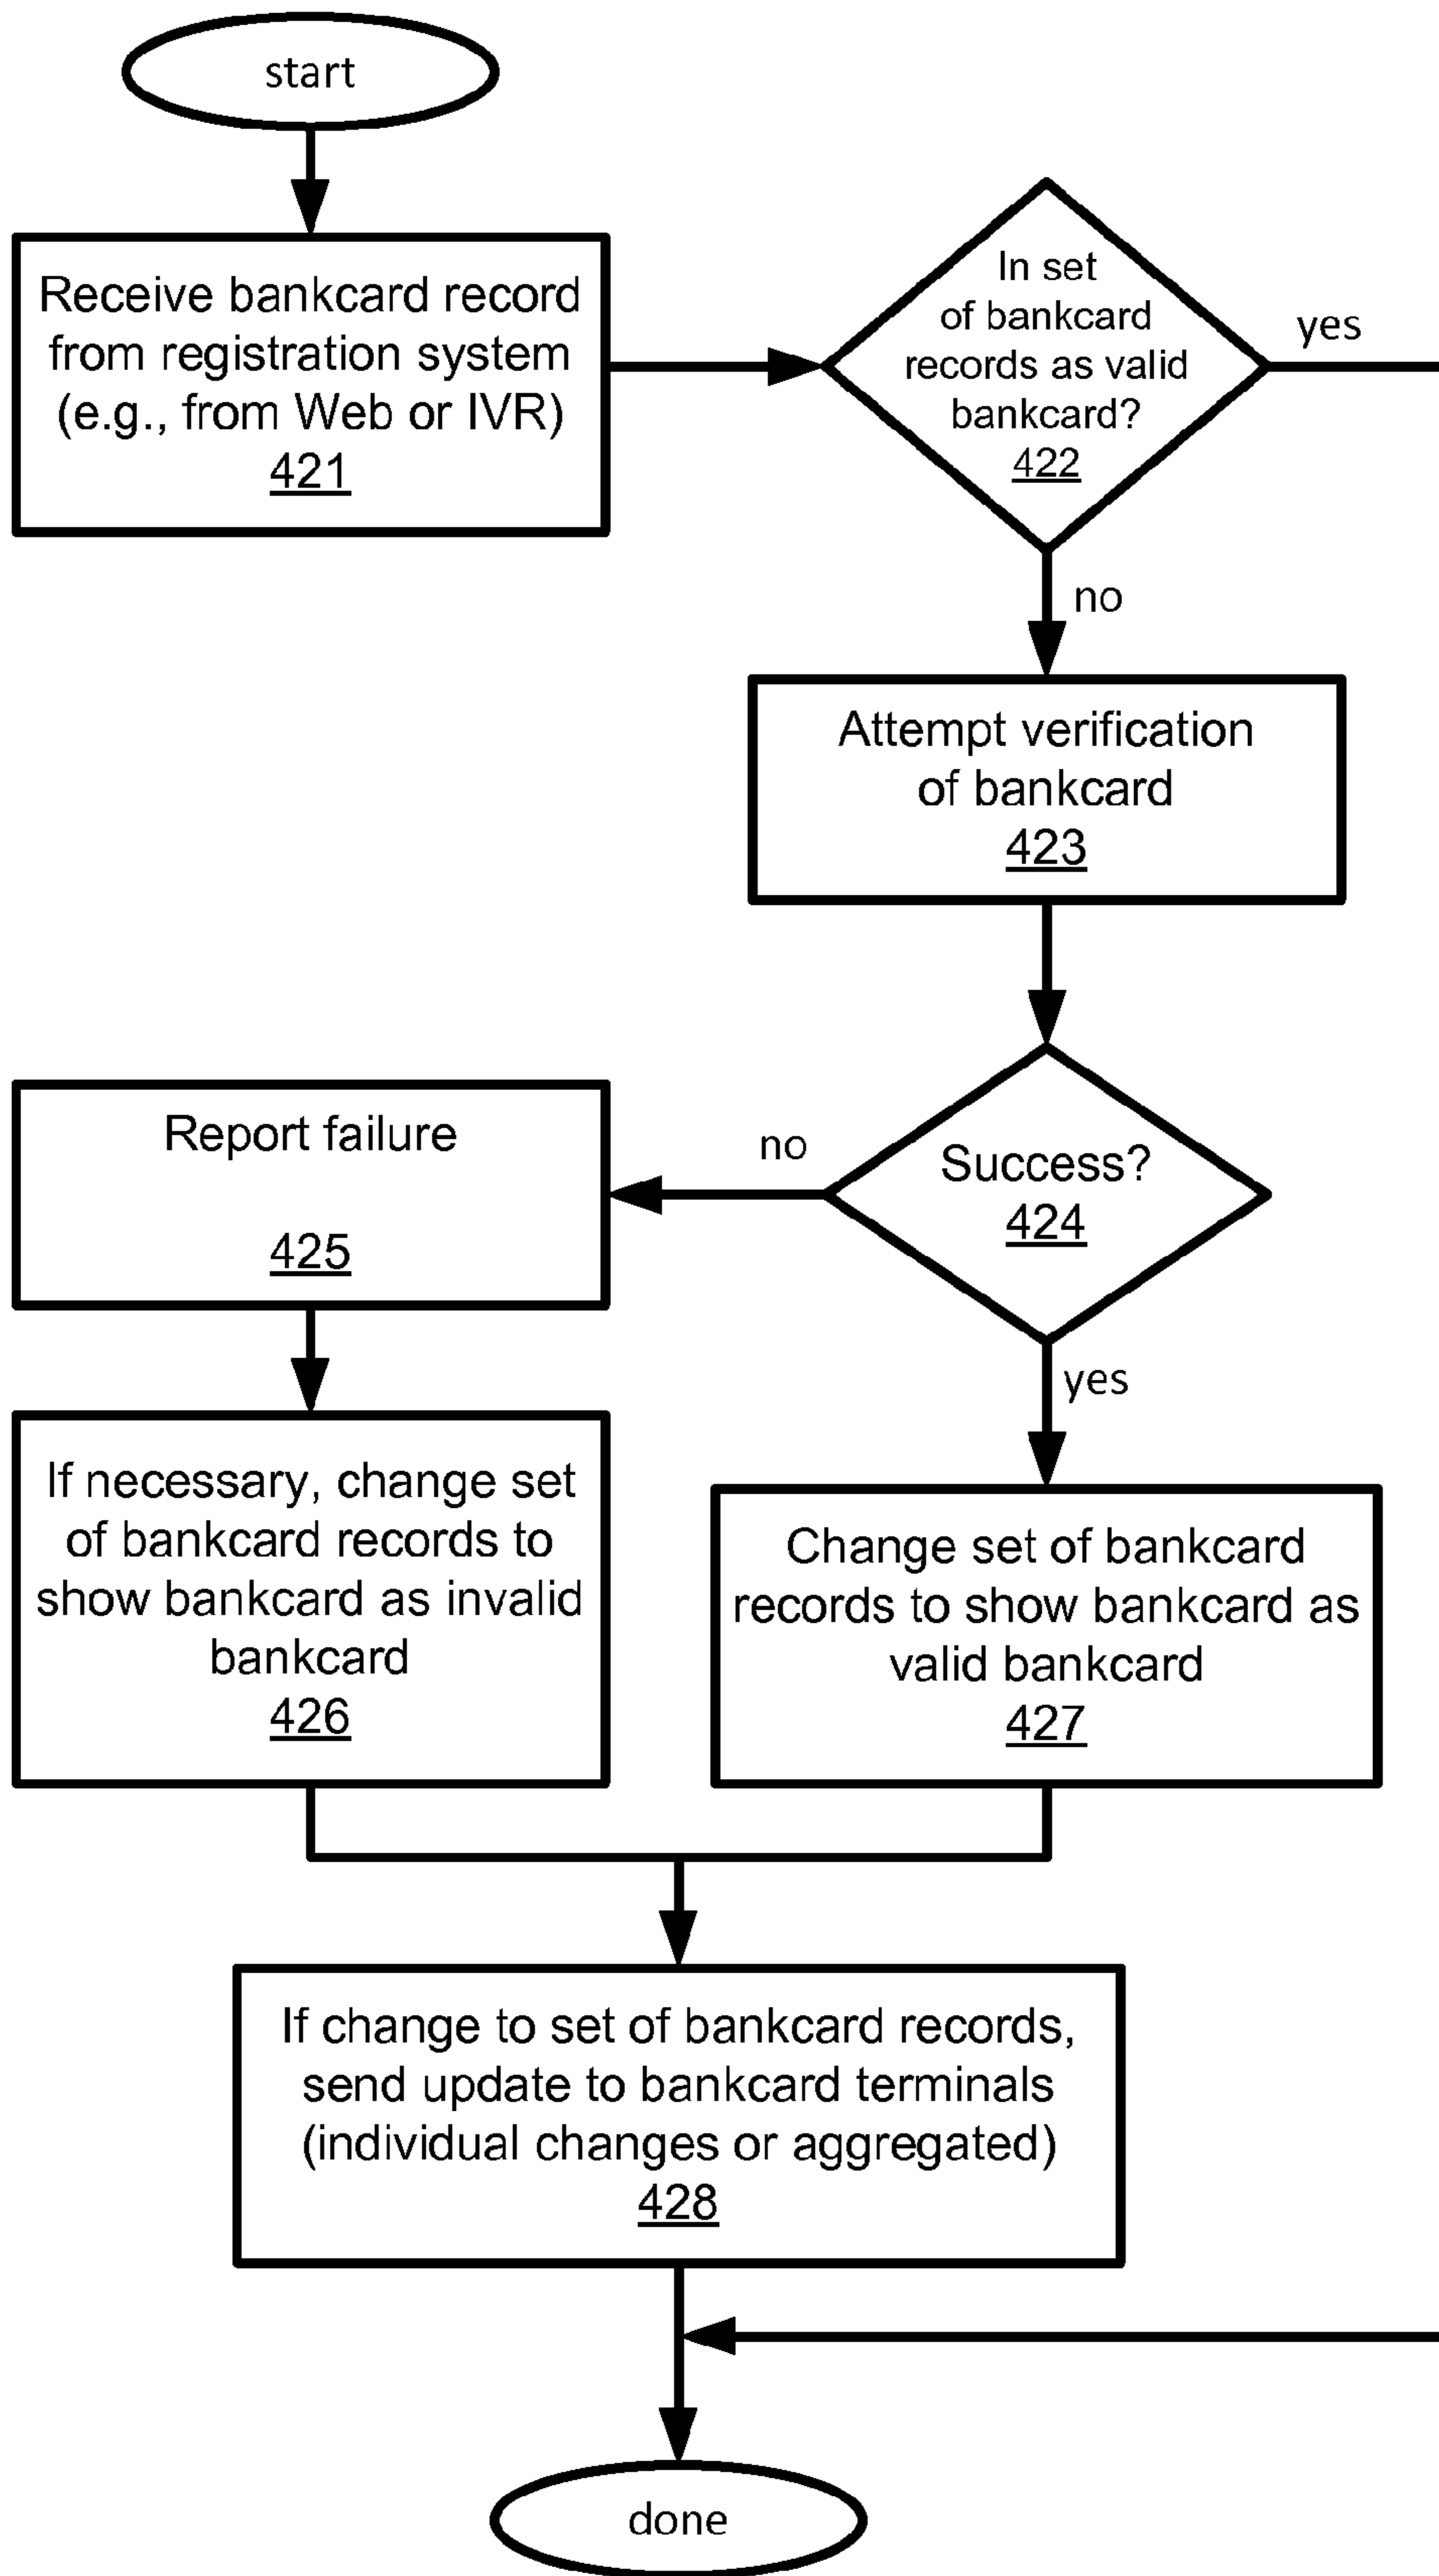 start
Receive bankcard record
from registration system
(e.g., from Web or IVR)
421
In set
of bankcard
records as valid
bankcard?
422
yes
no
Attempt verification
of bankcard
423
Success?
424
no
yes
Report failure
425
If necessary, change set
of bankcard records to
show bankcard as invalid
bankcard
426
Change set of bankcard
records to show bankcard as
valid bankcard
427
If change to set of bankcard records,
send update to bankcard terminals
(individual changes or aggregated)
428
done